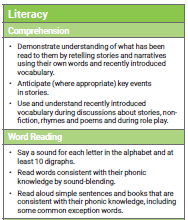 Literacy
Comprehension
• Demonstrate understanding of what has been
read to them by retelling stories and narratives
using their own words and recently introduced
vocabulary.
• Anticipate (where appropriate) key events
in stories.
• Use and understand recently introduced
vocabulary during discussions about stories, non-
fiction, rhymes and poems and during role play.
Word Reading
• Say a sound for each letter in the alphabet and at
least 10 digraphs.
• Read words consistent with their phonic
knowledge by sound-blending.
• Read aloud simple sentences and books that are
consistent with their phonic knowledge, including
some common exception words.